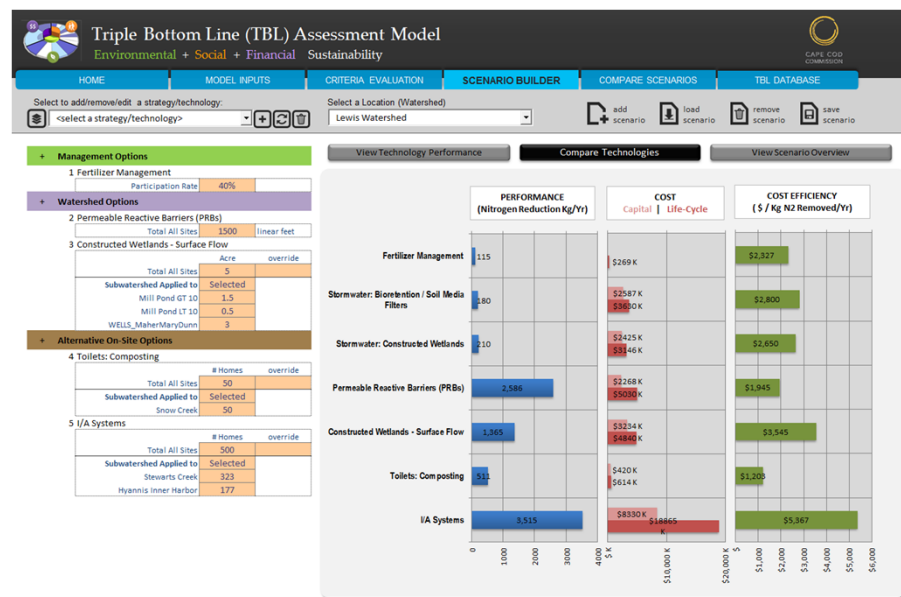 Triple Bottom Line (TBL) Assessment Model
Environmental + Social + Financial Sustainability
CAPE COD
COMMISSION
HOME MODEL INPUTS CRITERIA EVALUATION SCENARIO BUILDER COMPARE SCENARIOS TBL DATABASE
Select to add/remove/edit a strategy/technology:
<select a strategy/technology>
Select a Location (Watershed)
Lewis Watershed
add scenario
load scenario
remove scenario
save scenario
View Technology Performance Compare Technologies View Scenario Overview
+ Management Options
1 Fertilizer Management
Participation Rate 40%
+ Watershed Options
2 Permeable Reactive Barriers (PRBs)
Total All Sites 1500 linear feet
3 Constructed Wetlands - Surface Flow
Acre override
Total All Sites 5
Subwatershed Applied to Selected
Mill Pond GT 10 1.5
Mill Pond LT 10 0.5
WELLS_MaherMaryDunn 3
+ Alternative On-Site Options
4 Toilets: Composting
# Homes override
Total All Sites 50
Subwatershed Applied to Selected
Snow Creek 50
5 I/A Systems
# Homes override
Total All Sites 500
Subwatershed Applied to Selected
Stewarts Creek 323
Hyannis Inner Harbor 177
PERFORMANCE
(Nitrogen Reduction Kg/Yr)
COST
Capital | Life-Cycle
COST EFFICIENCY
( $ / Kg N2 Removed/Yr)
Fertilizer Management 115 $269 K $2,327
Stormwater: Bioretention / Soil Media Filters 180 $2587 K $3630 K $2,800
Stormwater: Constructed Wetlands 210 $2425 K $3146 K $2,650
Permeable Reactive Barriers (PRBs) 2,586 $2268 K $5030 K $1,945
Constructed Wetlands - Surface Flow 1,365 $3234 K $4840 K $3,545
Toilets: Composting 511 $420 K $614 K $1,203
I/A Systems 3,515 $8330 K $18865 K $5,367
0 1000 2000 3000 4000
$ K $10,000 K $20,000 K
$ $1,000 $2,000 $3,000 $4,000 $5,000 $6,000